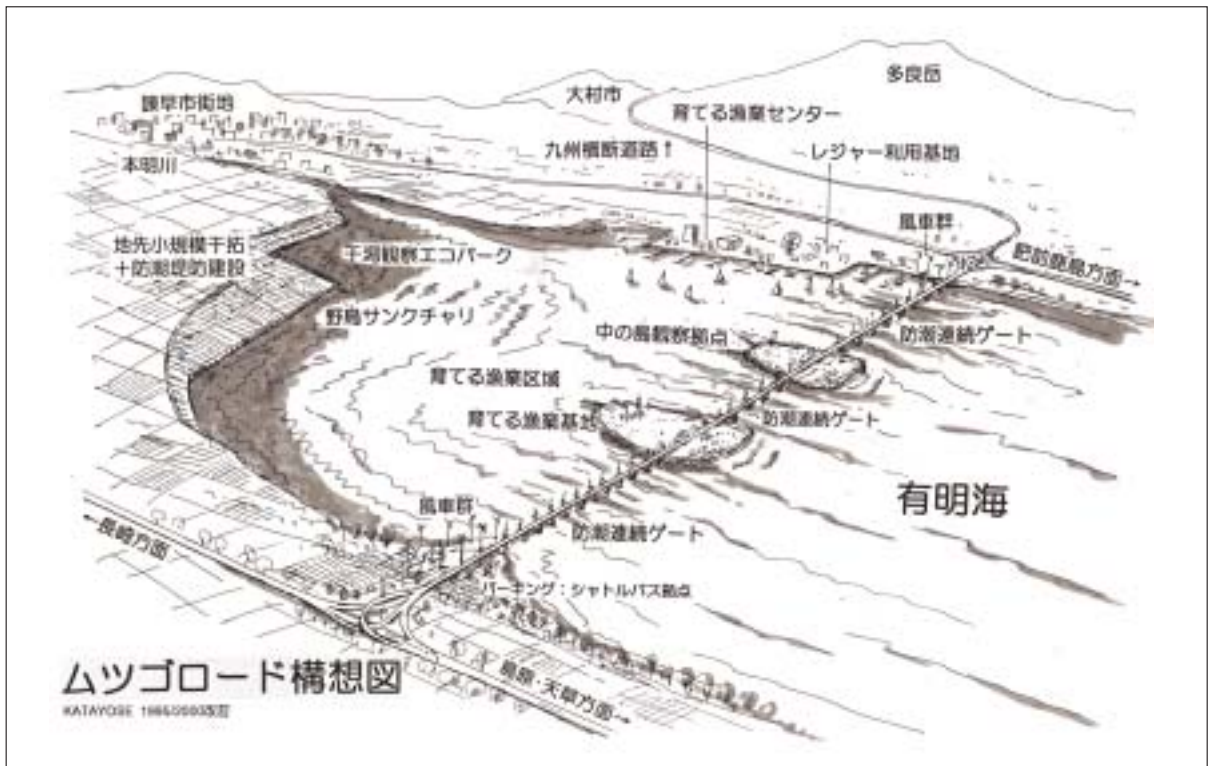 多良岳
大村市
諫早市街地
育てる漁業センター
九州横断道路↑
レジャー利用基地
本明川
風車群
地先小規模干拓
+防潮堤防建設
干潟観察エコパーク
肥前鹿島方面→
野鳥サンクチャリ
中の島観察拠点
防潮連続ゲート
育てる漁業区域
育てる漁業基地
防潮連続ゲート
有明海
風車群
防潮連続ゲート
←長崎方面
パーキング:シャトルバス拠点
島原・天草方面→
ムツゴロード構想図
KATAYOSE